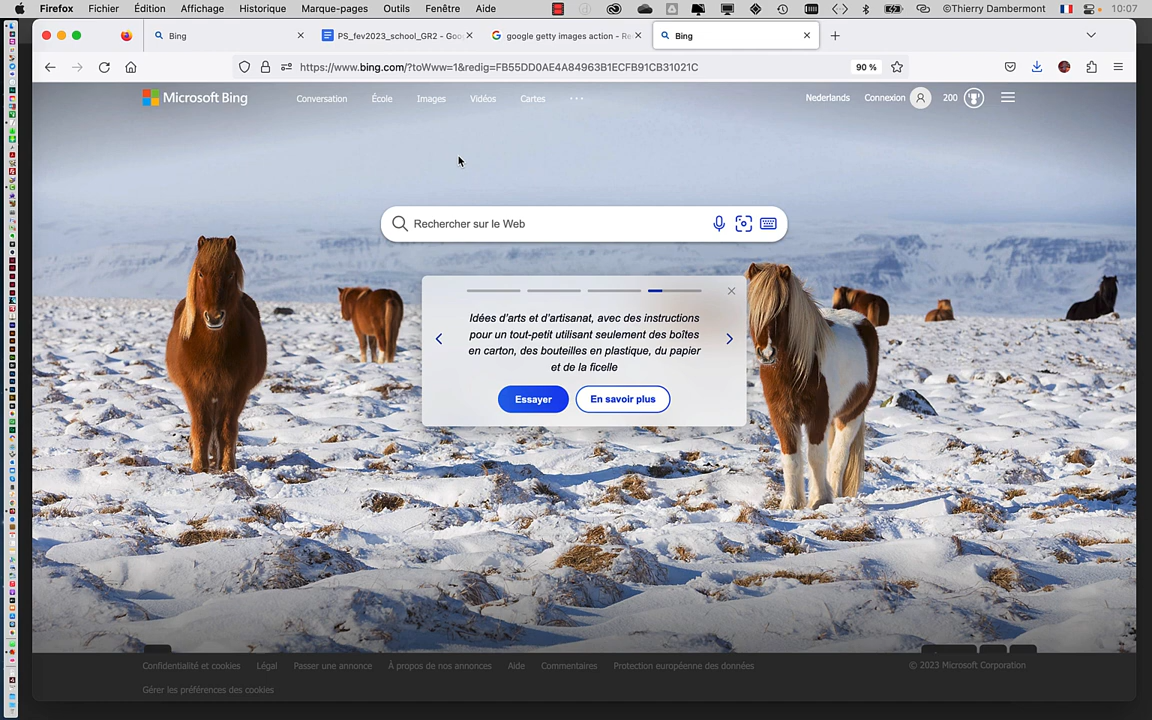 Firefox Fichier Édition Affichage Historique Marque-pages Outils Fenêtre Aide ©Thierry Dambermont 10:07
Bing
PS_fev2023_school_GR2 - Goo
google getty images action - Re
Bing
https://www.bing.com/?toWww=1&redig=FB55DD0AE4A84963B1ECFB91CB31021C
90 %
Microsoft Bing Conversation École Images Vidéos Cartes Nederlands Connexion 200
Rechercher sur le Web
Idées d'arts et d'artisanat, avec des instructions
pour un tout-petit utilisant seulement des boîtes
en carton, des bouteilles en plastique, du papier
et de la ficelle
Essayer En savoir plus
Confidentialité et cookies Légal Passer une annonce À propos de nos annonces Aide Commentaires Protection européenne des données © 2023 Microsoft Corporation
Gérer les préférences des cookies